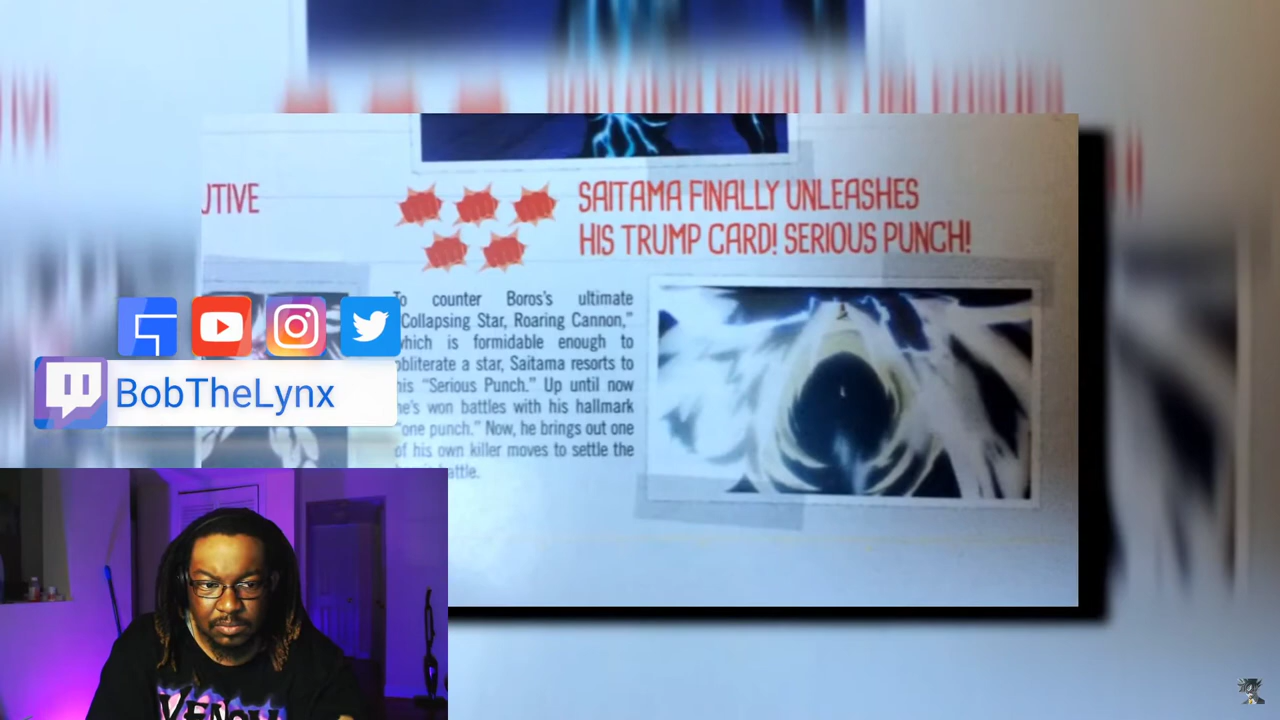 UTIVE
SAITAMA FINALLY UNLEASHES
HIS TRUMP CARD! SERIOUS PUNCH!
To counter Boros's ultimate
Collapsing Star, Roaring Cannon,"
which is formidable enough to
obliterate a star, Saitama resorts to
his "Serious Punch." Up until now
he's won battles with his hallmark
"one punch." Now, he brings out one
of his own killer moves to settle the
battle.
BobTheLynx
VENOM